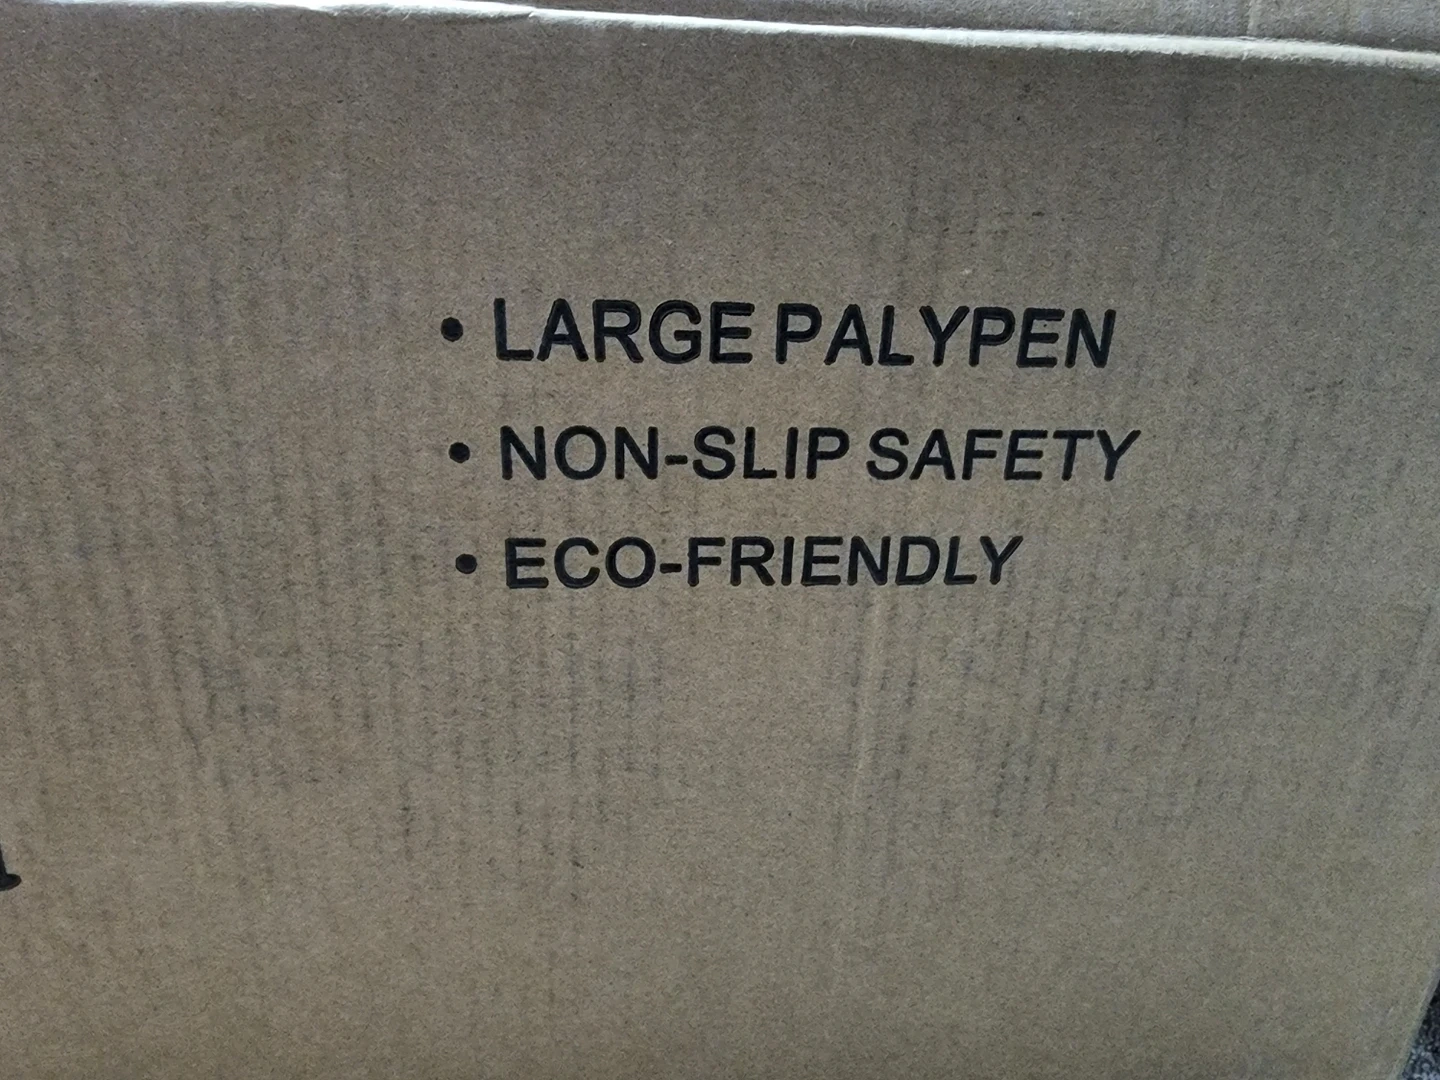 • LARGE PALYPEN
• NON-SLIP SAFETY
• ECO-FRIENDLY